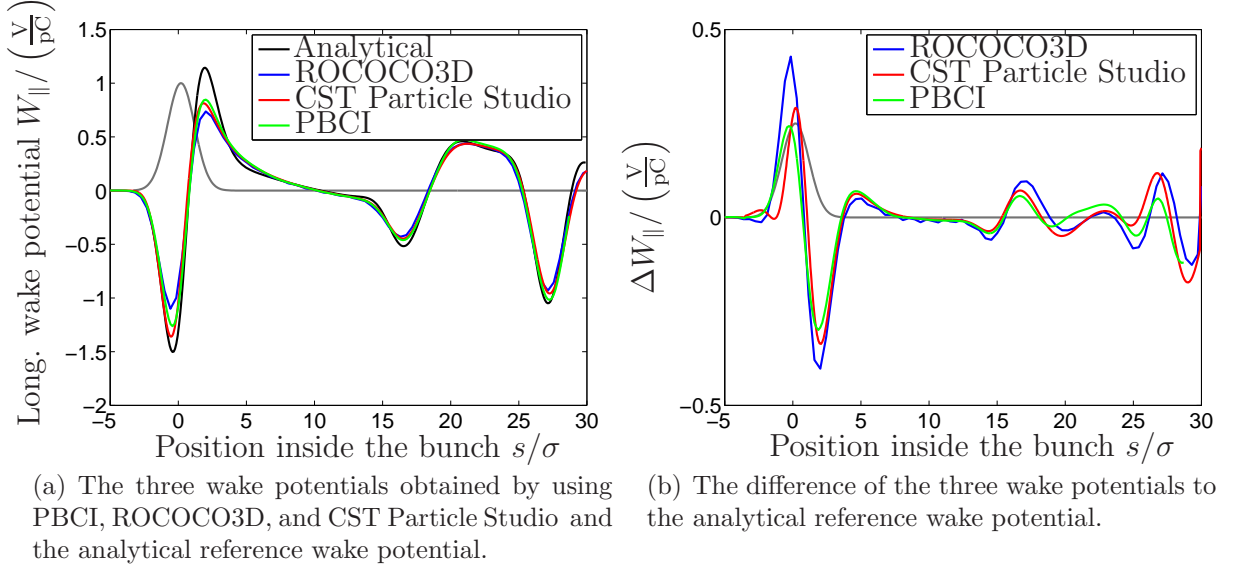 Long. wake potential W∥/ (V/pC)
1.5
1
0.5
0
−0.5
−1
−1.5
−2
Analytical
ROCOCO3D
CST Particle Studio
PBCI
−5 0 5 10 15 20 25 30
Position inside the bunch s/σ
(a) The three wake potentials obtained by using
PBCI, ROCOCO3D, and CST Particle Studio and
the analytical reference wake potential.
ΔW∥/ (V/pC)
0.5
0
−0.5
ROCOCO3D
CST Particle Studio
PBCI
−5 0 5 10 15 20 25 30
Position inside the bunch s/σ
(b) The difference of the three wake potentials to
the analytical reference wake potential.